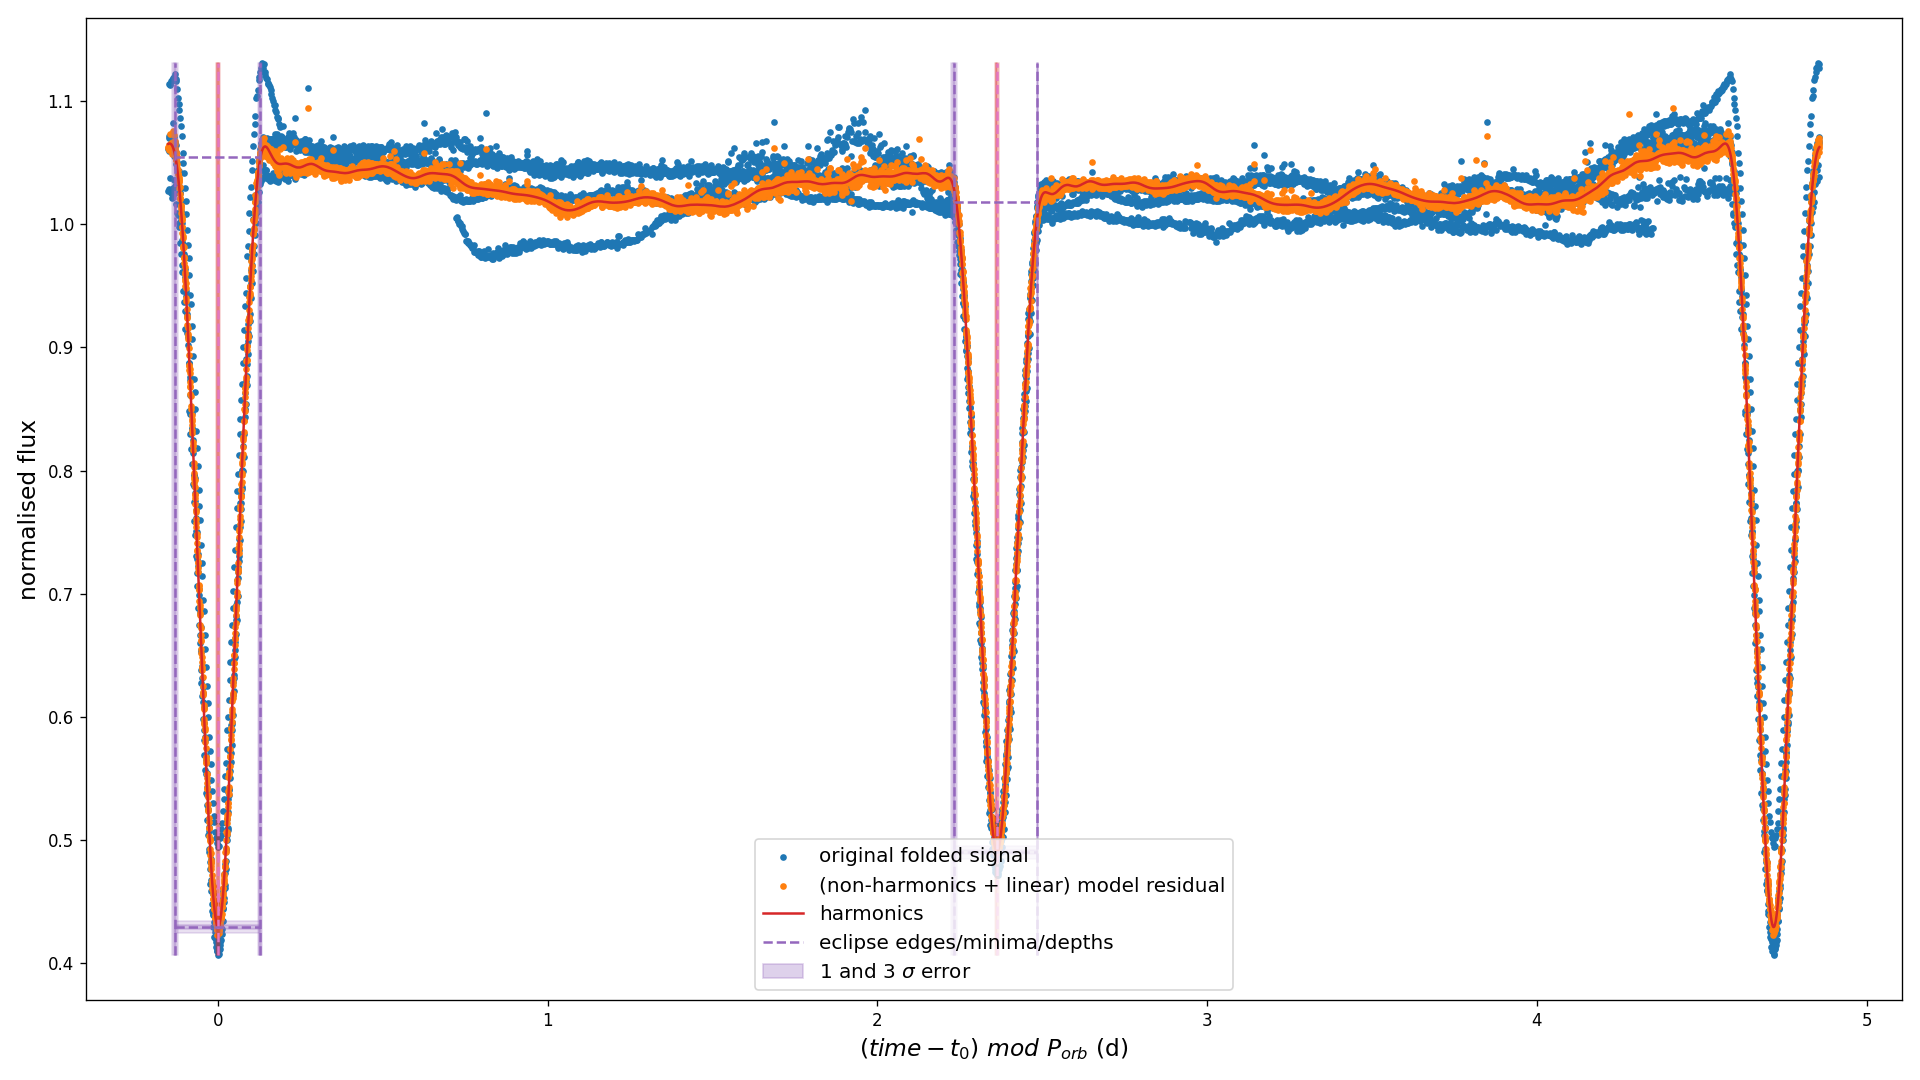 normalised flux
1.1
1.0
0.9
0.8
0.7
0.6
0.5
0.4
original folded signal
(non-harmonics + linear) model residual
harmonics
eclipse edges/minima/depths
1 and 3 σ error
0 1 2 3 4 5
(time − t₀) mod Pₒᵣb (d)